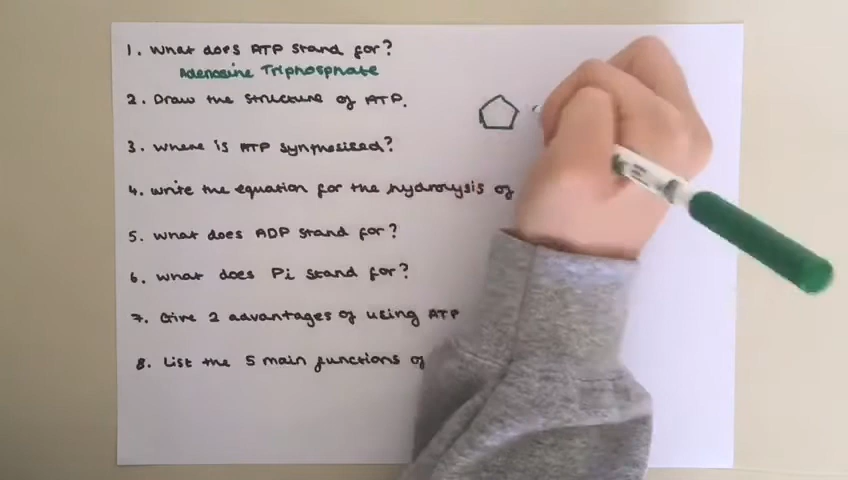 1. What does ATP stand for?
Adenosine Triphosphate
2. Draw the structure of ATP.
3. Where is ATP synthesised?
4. Write the equation for the hydrolysis of
5. What does ADP stand for?
6. What does Pi stand for?
7. Give 2 advantages of using ATP
8. List the 5 main functions of